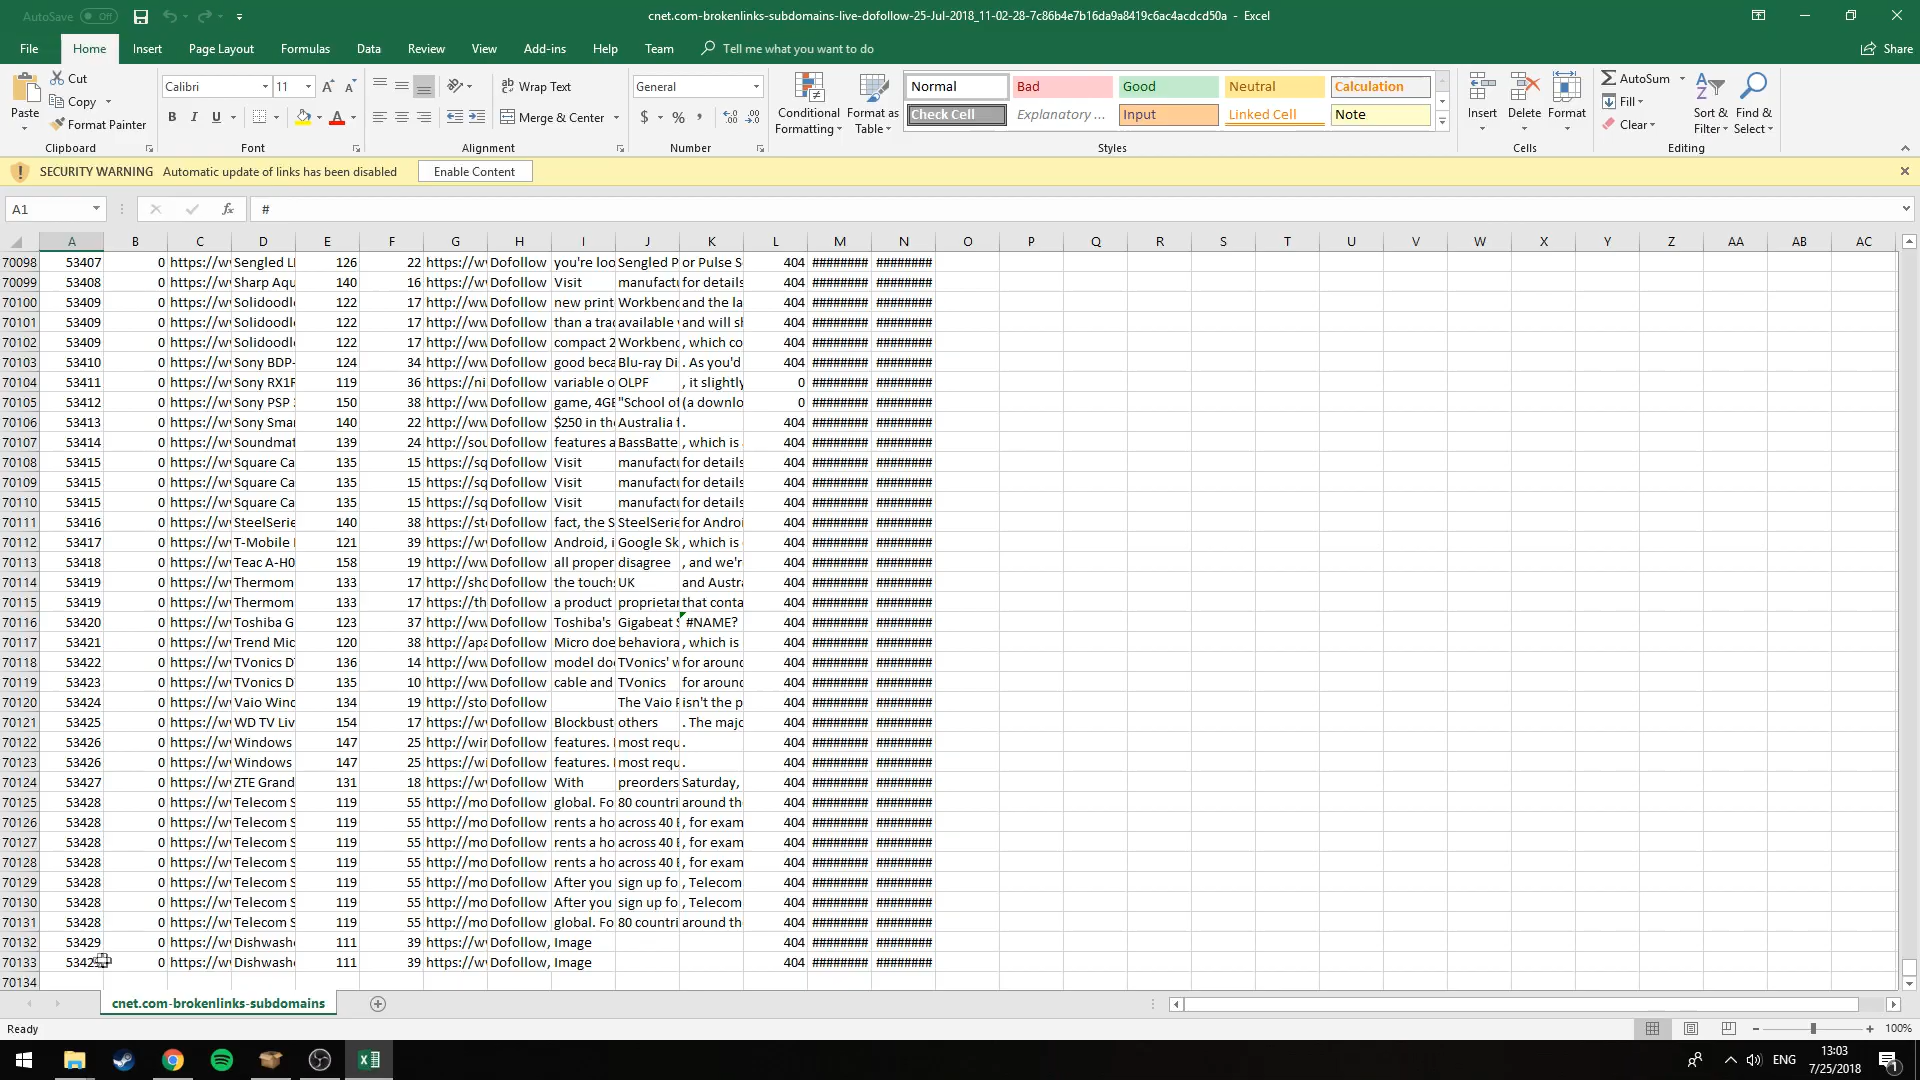 AutoSave Off
cnet.com-brokenlinks-subdomains-live-dofollow-25-Jul-2018_11-02-28-7c86b4e7b16da9a8419c6ac4acdcd50a - Excel
File Home Insert Page Layout Formulas Data Review View Add-ins Help Team Tell me what you want to do Share
Paste Cut Copy Format Painter Clipboard
Calibri 11 A A B I U A Font
Wrap Text Merge & Center Alignment
General $ % , Number
Conditional Formatting Format as Table
Normal Bad Good Neutral Calculation
Check Cell Explanatory ... Input Linked Cell Note
Styles
Insert Delete Format Cells
AutoSum Fill Clear Sort & Filter Find & Select Editing
SECURITY WARNING Automatic update of links has been disabled Enable Content
A1 fx #
A B C D E F G H I J K L M N O P Q R S T U V W X Y Z AA AB AC
70098 53407 0 https://w Sengled L 126 22 https://w Dofollow you're loo Sengled P or Pulse S 404 ######## ########
70099 53408 0 https://w Sharp Aqu 140 16 http://ww Dofollow Visit manufactu for details 404 ######## ########
70100 53409 0 https://w Solidoodl 122 17 http://ww Dofollow new print Workbenc and the la 404 ######## ########
70101 53409 0 https://w Solidoodl 122 17 http://ww Dofollow than a trac available and will sh 404 ######## ########
70102 53409 0 https://w Solidoodl 122 17 http://ww Dofollow compact 2 Workbenc , which co 404 ######## ########
70103 53410 0 https://w Sony BDP- 124 34 http://ww Dofollow good beca Blu-ray Di . As you'd 404 ######## ########
70104 53411 0 https://w Sony RX1F 119 36 https://ni Dofollow variable o OLPF , it slightly 0 ######## ########
70105 53412 0 https://w Sony PSP 150 38 http://ww Dofollow game, 4GE "School of (a downlo 0 ######## ########
70106 53413 0 https://w Sony Smar 140 22 http://ww Dofollow $250 in the Australia . 404 ######## ########
70107 53414 0 https://w Soundmat 139 24 http://sou Dofollow features a BassBatte , which is 404 ######## ########
70108 53415 0 https://w Square Ca 135 15 https://sq Dofollow Visit manufactu for details 404 ######## ########
70109 53415 0 https://w Square Ca 135 15 https://sq Dofollow Visit manufactu for details 404 ######## ########
70110 53415 0 https://w Square Ca 135 15 https://sq Dofollow Visit manufactu for details 404 ######## ########
70111 53416 0 https://w SteelSerie 140 38 http://ste Dofollow fact, the S SteelSerie for Androi 404 ######## ########
70112 53417 0 https://w T-Mobile 121 39 http://ww Dofollow Android, i Google Sk , which is 404 ######## ########
70113 53418 0 https://w Teac A-H0 158 19 http://ww Dofollow all proper disagree , and we'r 404 ######## ########
70114 53419 0 https://w Thermom 133 17 http://sho Dofollow the touchs UK and Austra 404 ######## ########
70115 53419 0 https://w Thermom 133 17 https://th Dofollow a product proprietar that conta 404 ######## ########
70116 53420 0 https://w Toshiba G 123 37 http://ww Dofollow Toshiba's Gigabeat S #NAME? 404 ######## ########
70117 53421 0 https://w Trend Mic 120 38 http://apa Dofollow Micro doe behaviora , which is 404 ######## ########
70118 53422 0 https://w TVonics D 136 14 http://ww Dofollow model do TVonics' w for around 404 ######## ########
70119 53423 0 https://w TVonics D 135 10 http://ww Dofollow cable and TVonics for around 404 ######## ########
70120 53424 0 https://w Vaio Wind 134 19 http://sto Dofollow The Vaio P isn't the p 404 ######## ########
70121 53425 0 https://w WD TV Liv 154 17 https://w Dofollow Blockbust others . The majo 404 ######## ########
70122 53426 0 https://w Windows 147 25 http://wir Dofollow features. most requ . 404 ######## ########
70123 53426 0 https://w Windows 147 25 https://wi Dofollow features. most requ . 404 ######## ########
70124 53427 0 https://w ZTE Grand 131 18 https://w Dofollow With preorders Saturday, 404 ######## ########
70125 53428 0 https://w Telecom S 119 55 http://mo Dofollow global. Fo 80 countri around th 404 ######## ########
70126 53428 0 https://w Telecom S 119 55 http://mo Dofollow rents a ho across 40 E , for exam 404 ######## ########
70127 53428 0 https://w Telecom S 119 55 http://mo Dofollow rents a ho across 40 E , for exam 404 ######## ########
70128 53428 0 https://w Telecom S 119 55 http://mo Dofollow rents a ho across 40 E , for exam 404 ######## ########
70129 53428 0 https://w Telecom S 119 55 http://mo Dofollow After you sign up fo , Telecom 404 ######## ########
70130 53428 0 https://w Telecom S 119 55 http://mo Dofollow After you sign up fo , Telecom 404 ######## ########
70131 53428 0 https://w Telecom S 119 55 http://mo Dofollow global. Fo 80 countri around th 404 ######## ########
70132 53429 0 https://w Dishwash 111 39 https://w Dofollow, Image 404 ######## ########
70133 5342 0 https://w Dishwash 111 39 https://w Dofollow, Image 404 ######## ########
70134
cnet.com-brokenlinks-subdomains
Ready 100%
ENG 13:03
7/25/2018 1